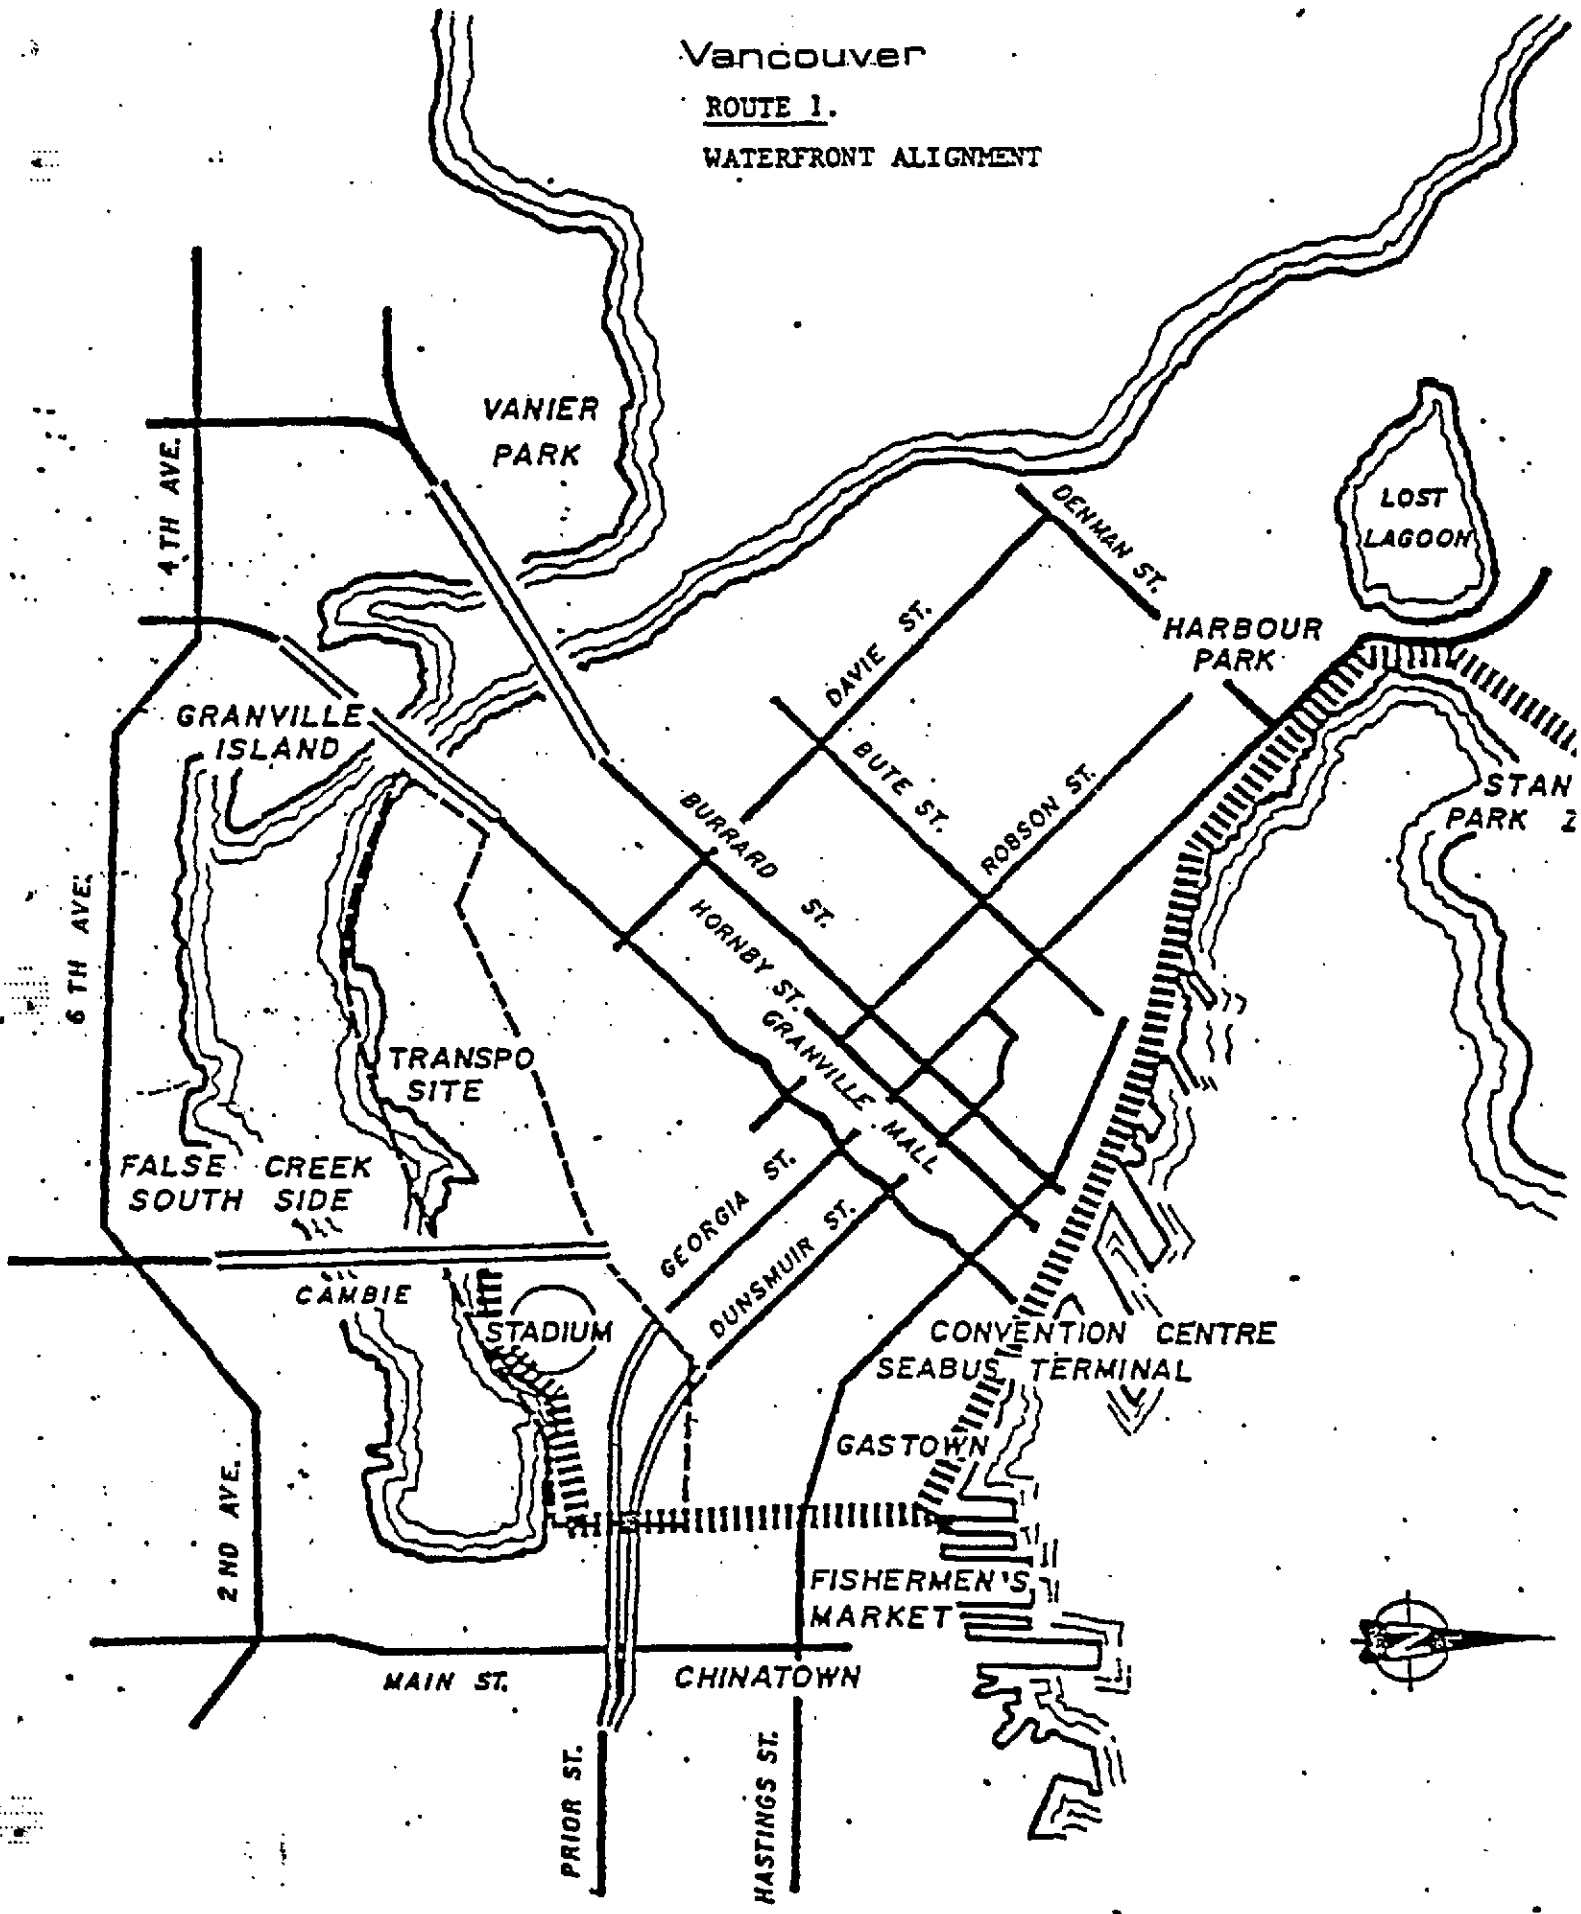 Vancouver
ROUTE 1.
WATERFRONT ALIGNMENT
VANIER
PARK
4TH AVE.
LOST
LAGOON
DENMAN ST.
HARBOUR
PARK
DAVIE ST.
GRANVILLE
ISLAND
BUTE ST.
ROBSON ST.
STAN
PARK Z
BURRARD ST.
HORNBY ST.
6TH AVE.
GRANVILLE MALL
TRANSPO
SITE
FALSE CREEK
SOUTH SIDE
GEORGIA ST.
DUNSMUIR ST.
CAMBIE
STADIUM
CONVENTION CENTRE
SEABUS TERMINAL
GASTOWN
2ND AVE.
FISHERMEN'S
MARKET
N
MAIN ST.
CHINATOWN
PRIOR ST.
HASTINGS ST.